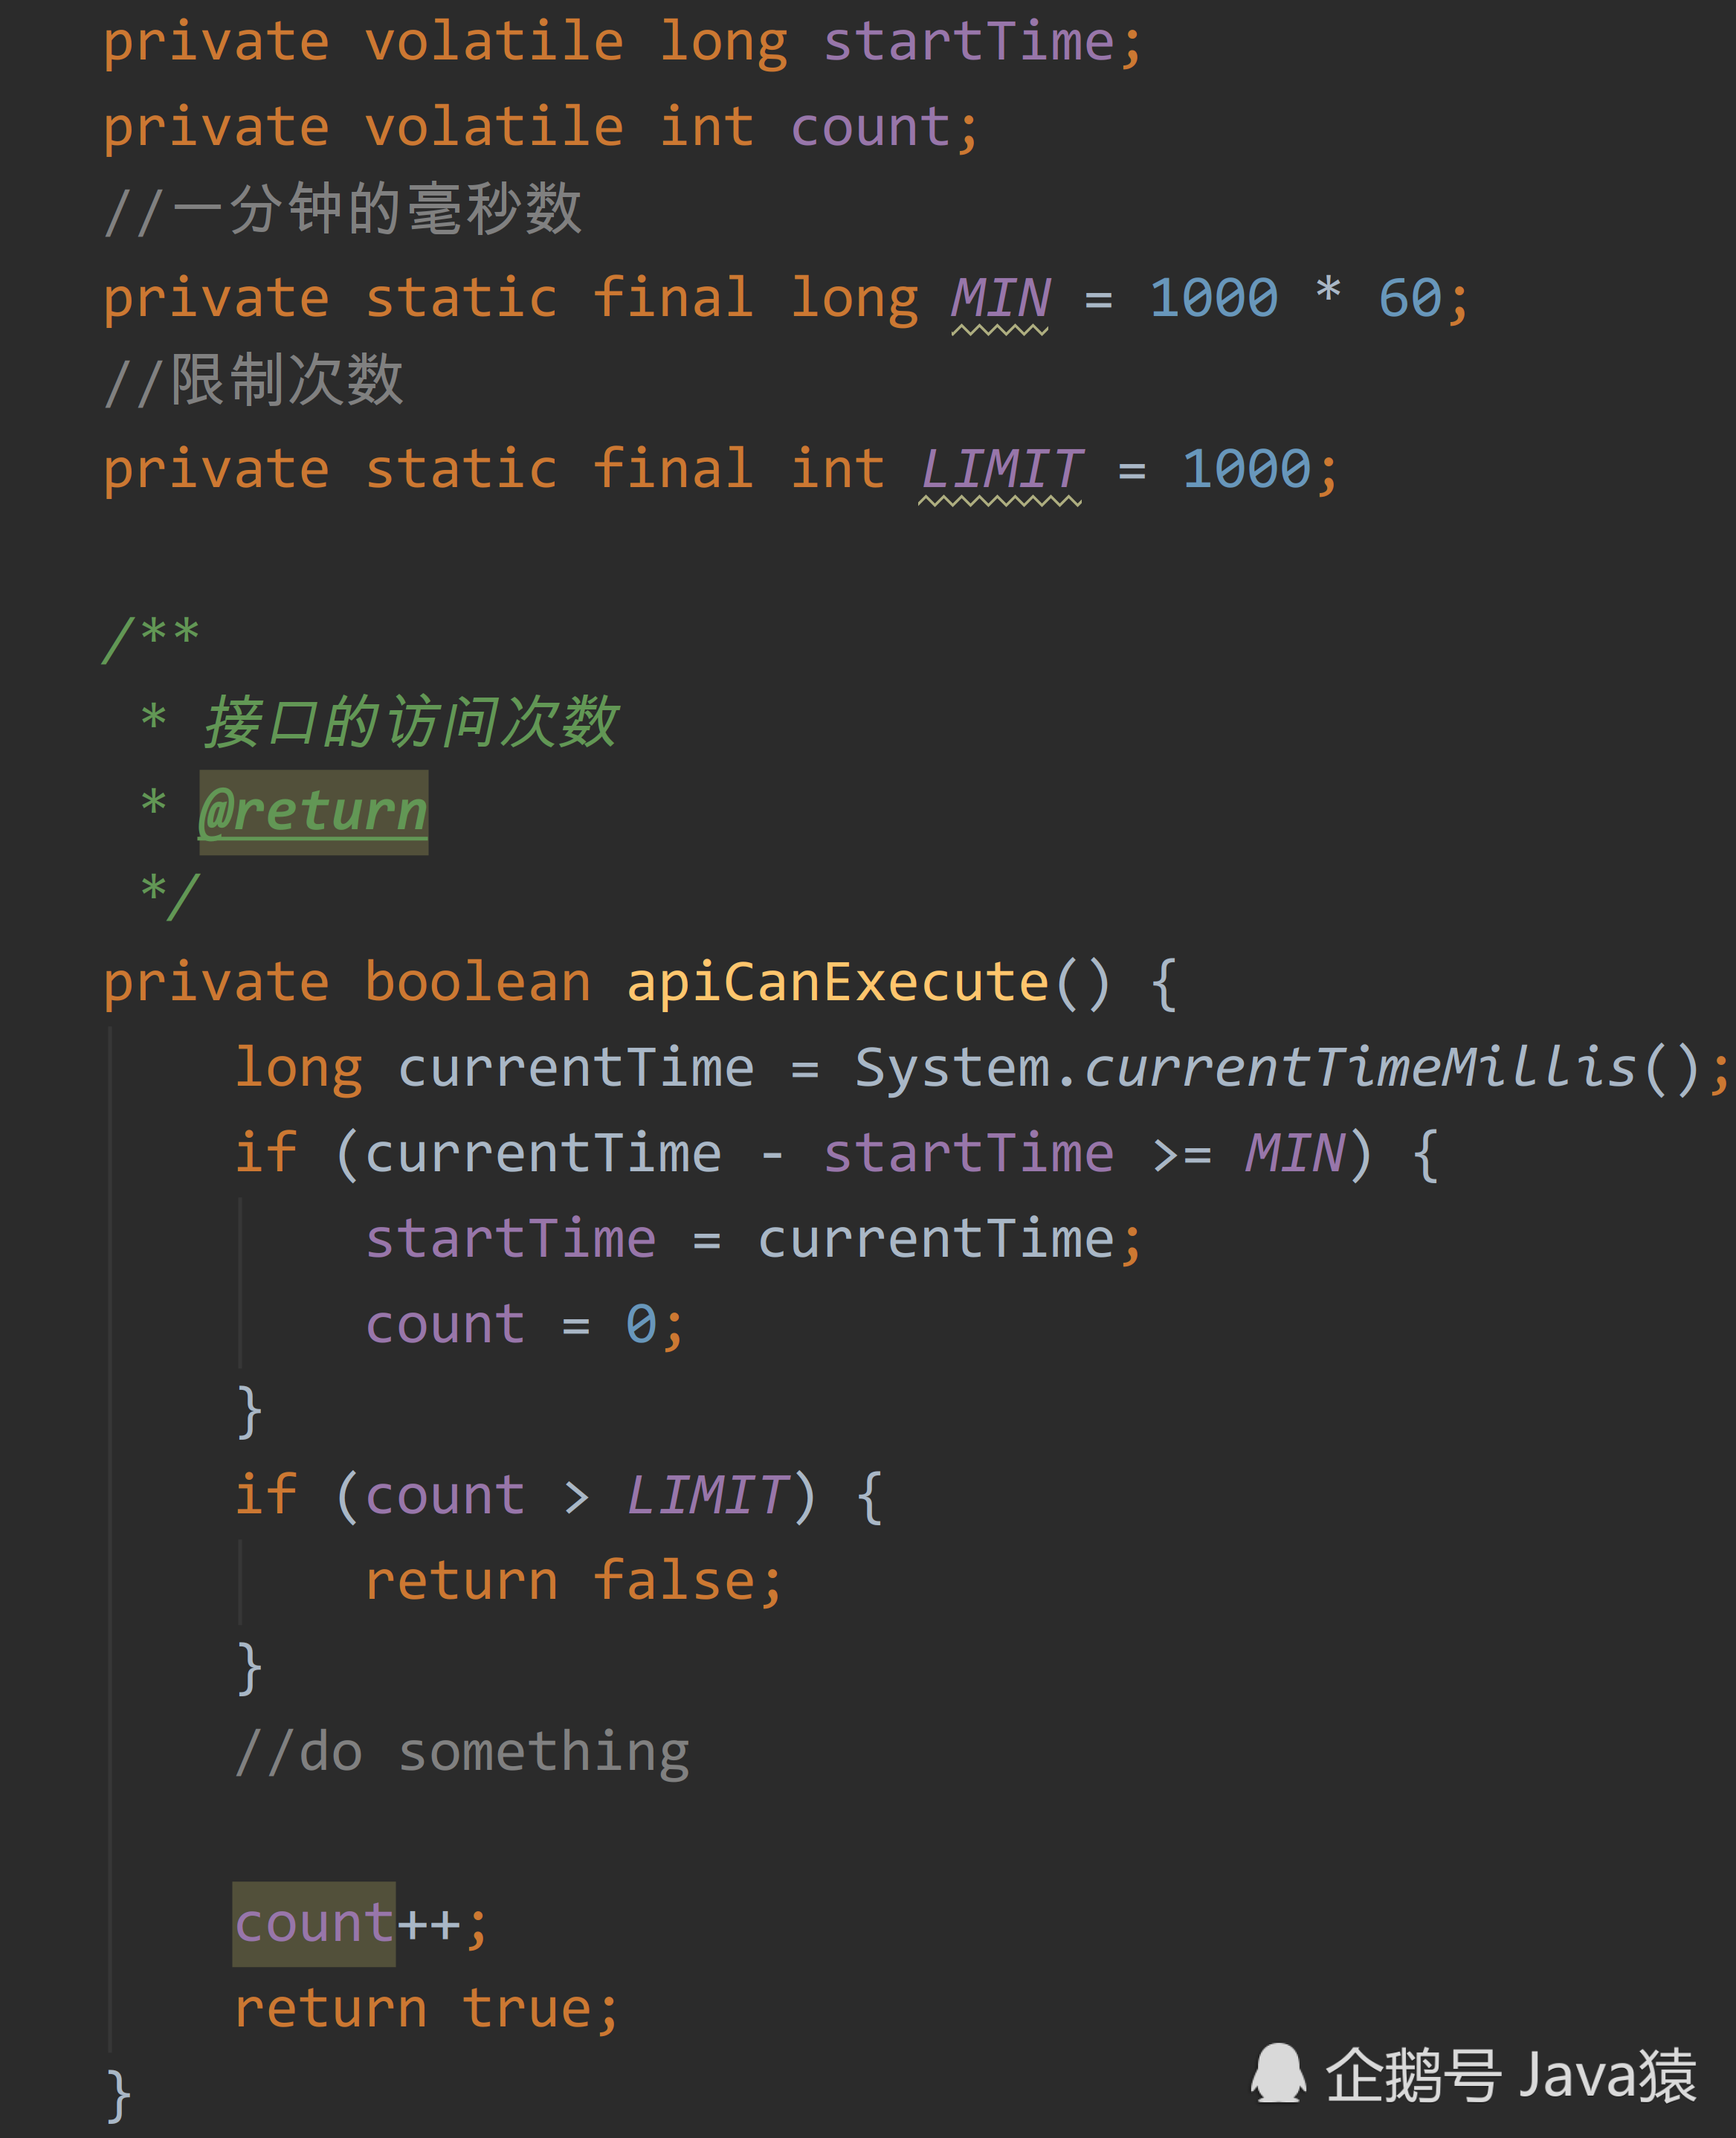 private volatile long startTime;
private volatile int count;
//一分钟的毫秒数
private static final long MIN = 1000 * 60;
//限制次数
private static final int LIMIT = 1000;
/**
* 接口的访问次数
* @return
*/
private boolean apiCanExecute() {
long currentTime = System.currentTimeMillis();
if (currentTime - startTime >= MIN) {
startTime = currentTime;
count = 0;
}
if (count > LIMIT) {
return false;
}
//do something
count++;
return true;
}
企鹅号 Java猿